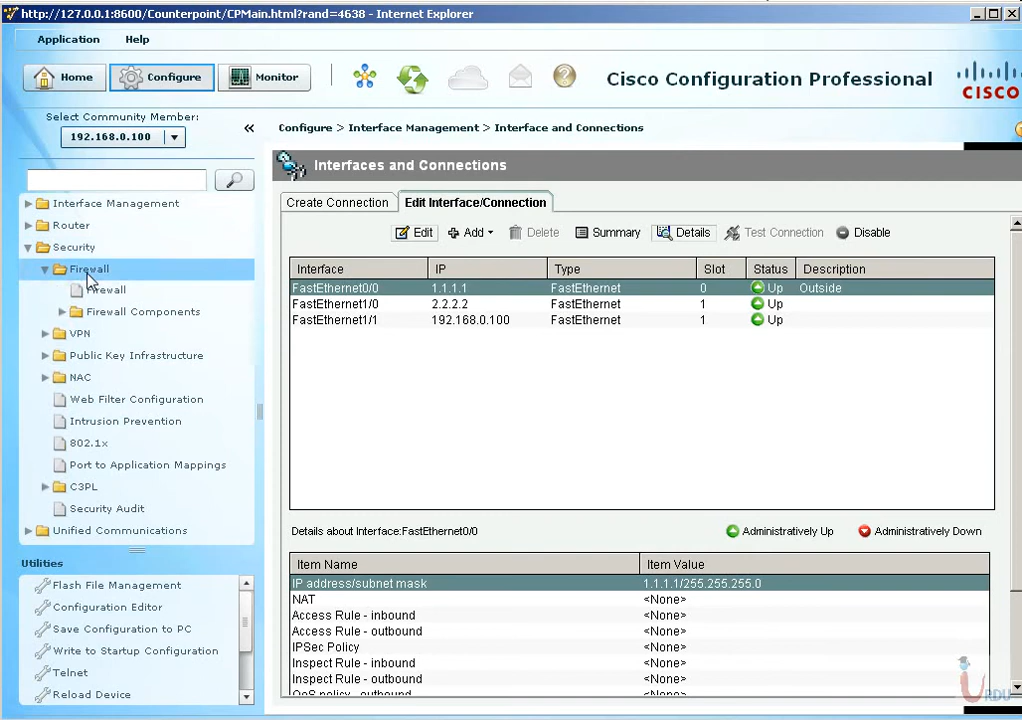 http://127.0.0.1:8600/Counterpoint/CPMain.html?rand=4638 - Internet Explorer
Application Help
Home Configure Monitor
Cisco Configuration Professional
CISCO
Select Community Member:
192.168.0.100
Configure > Interface Management > Interface and Connections
Interfaces and Connections
Create Connection Edit Interface/Connection
Edit Add Delete Summary Details Test Connection Disable
Interface IP Type Slot Status Description
FastEthernet0/0 1.1.1.1 FastEthernet 0 Up Outside
FastEthernet1/0 2.2.2.2 FastEthernet 1 Up
FastEthernet1/1 192.168.0.100 FastEthernet 1 Up
Interface Management
Router
Security
Firewall
Firewall
Firewall Components
VPN
Public Key Infrastructure
NAC
Web Filter Configuration
Intrusion Prevention
802.1x
Port to Application Mappings
C3PL
Security Audit
Unified Communications
Utilities
Flash File Management
Configuration Editor
Save Configuration to PC
Write to Startup Configuration
Telnet
Reload Device
Details about Interface:FastEthernet0/0 Administratively Up Administratively Down
Item Name Item Value
IP address/subnet mask 1.1.1.1/255.255.255.0
NAT <None>
Access Rule - inbound <None>
Access Rule - outbound <None>
IPSec Policy <None>
Inspect Rule - inbound <None>
Inspect Rule - outbound <None>
QoS policy - outbound <None>
URDU